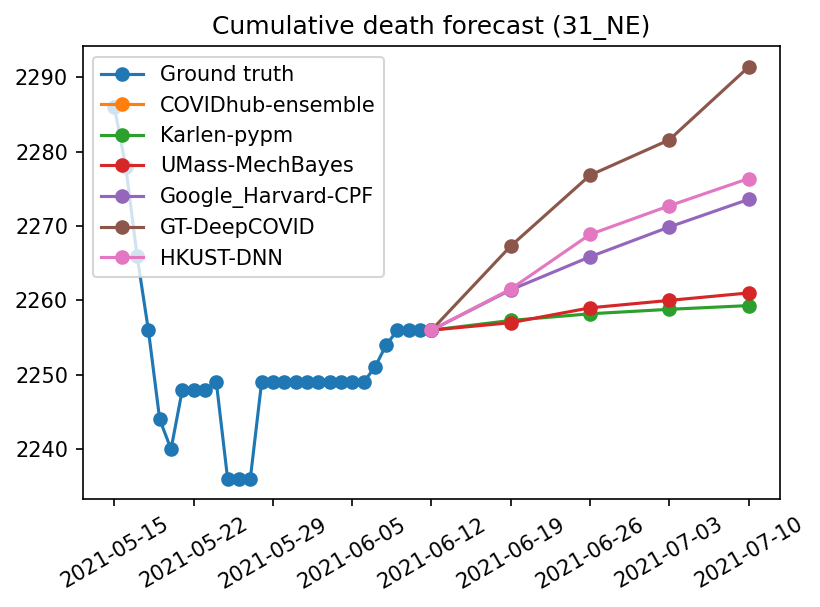 Cumulative death forecast (31_NE)
2290
2280
2270
2260
2250
2240
Ground truth
COVIDhub-ensemble
Karlen-pypm
UMass-MechBayes
Google_Harvard-CPF
GT-DeepCOVID
HKUST-DNN
2021-05-15
2021-05-22
2021-05-29
2021-06-05
2021-06-12
2021-06-19
2021-06-26
2021-07-03
2021-07-10